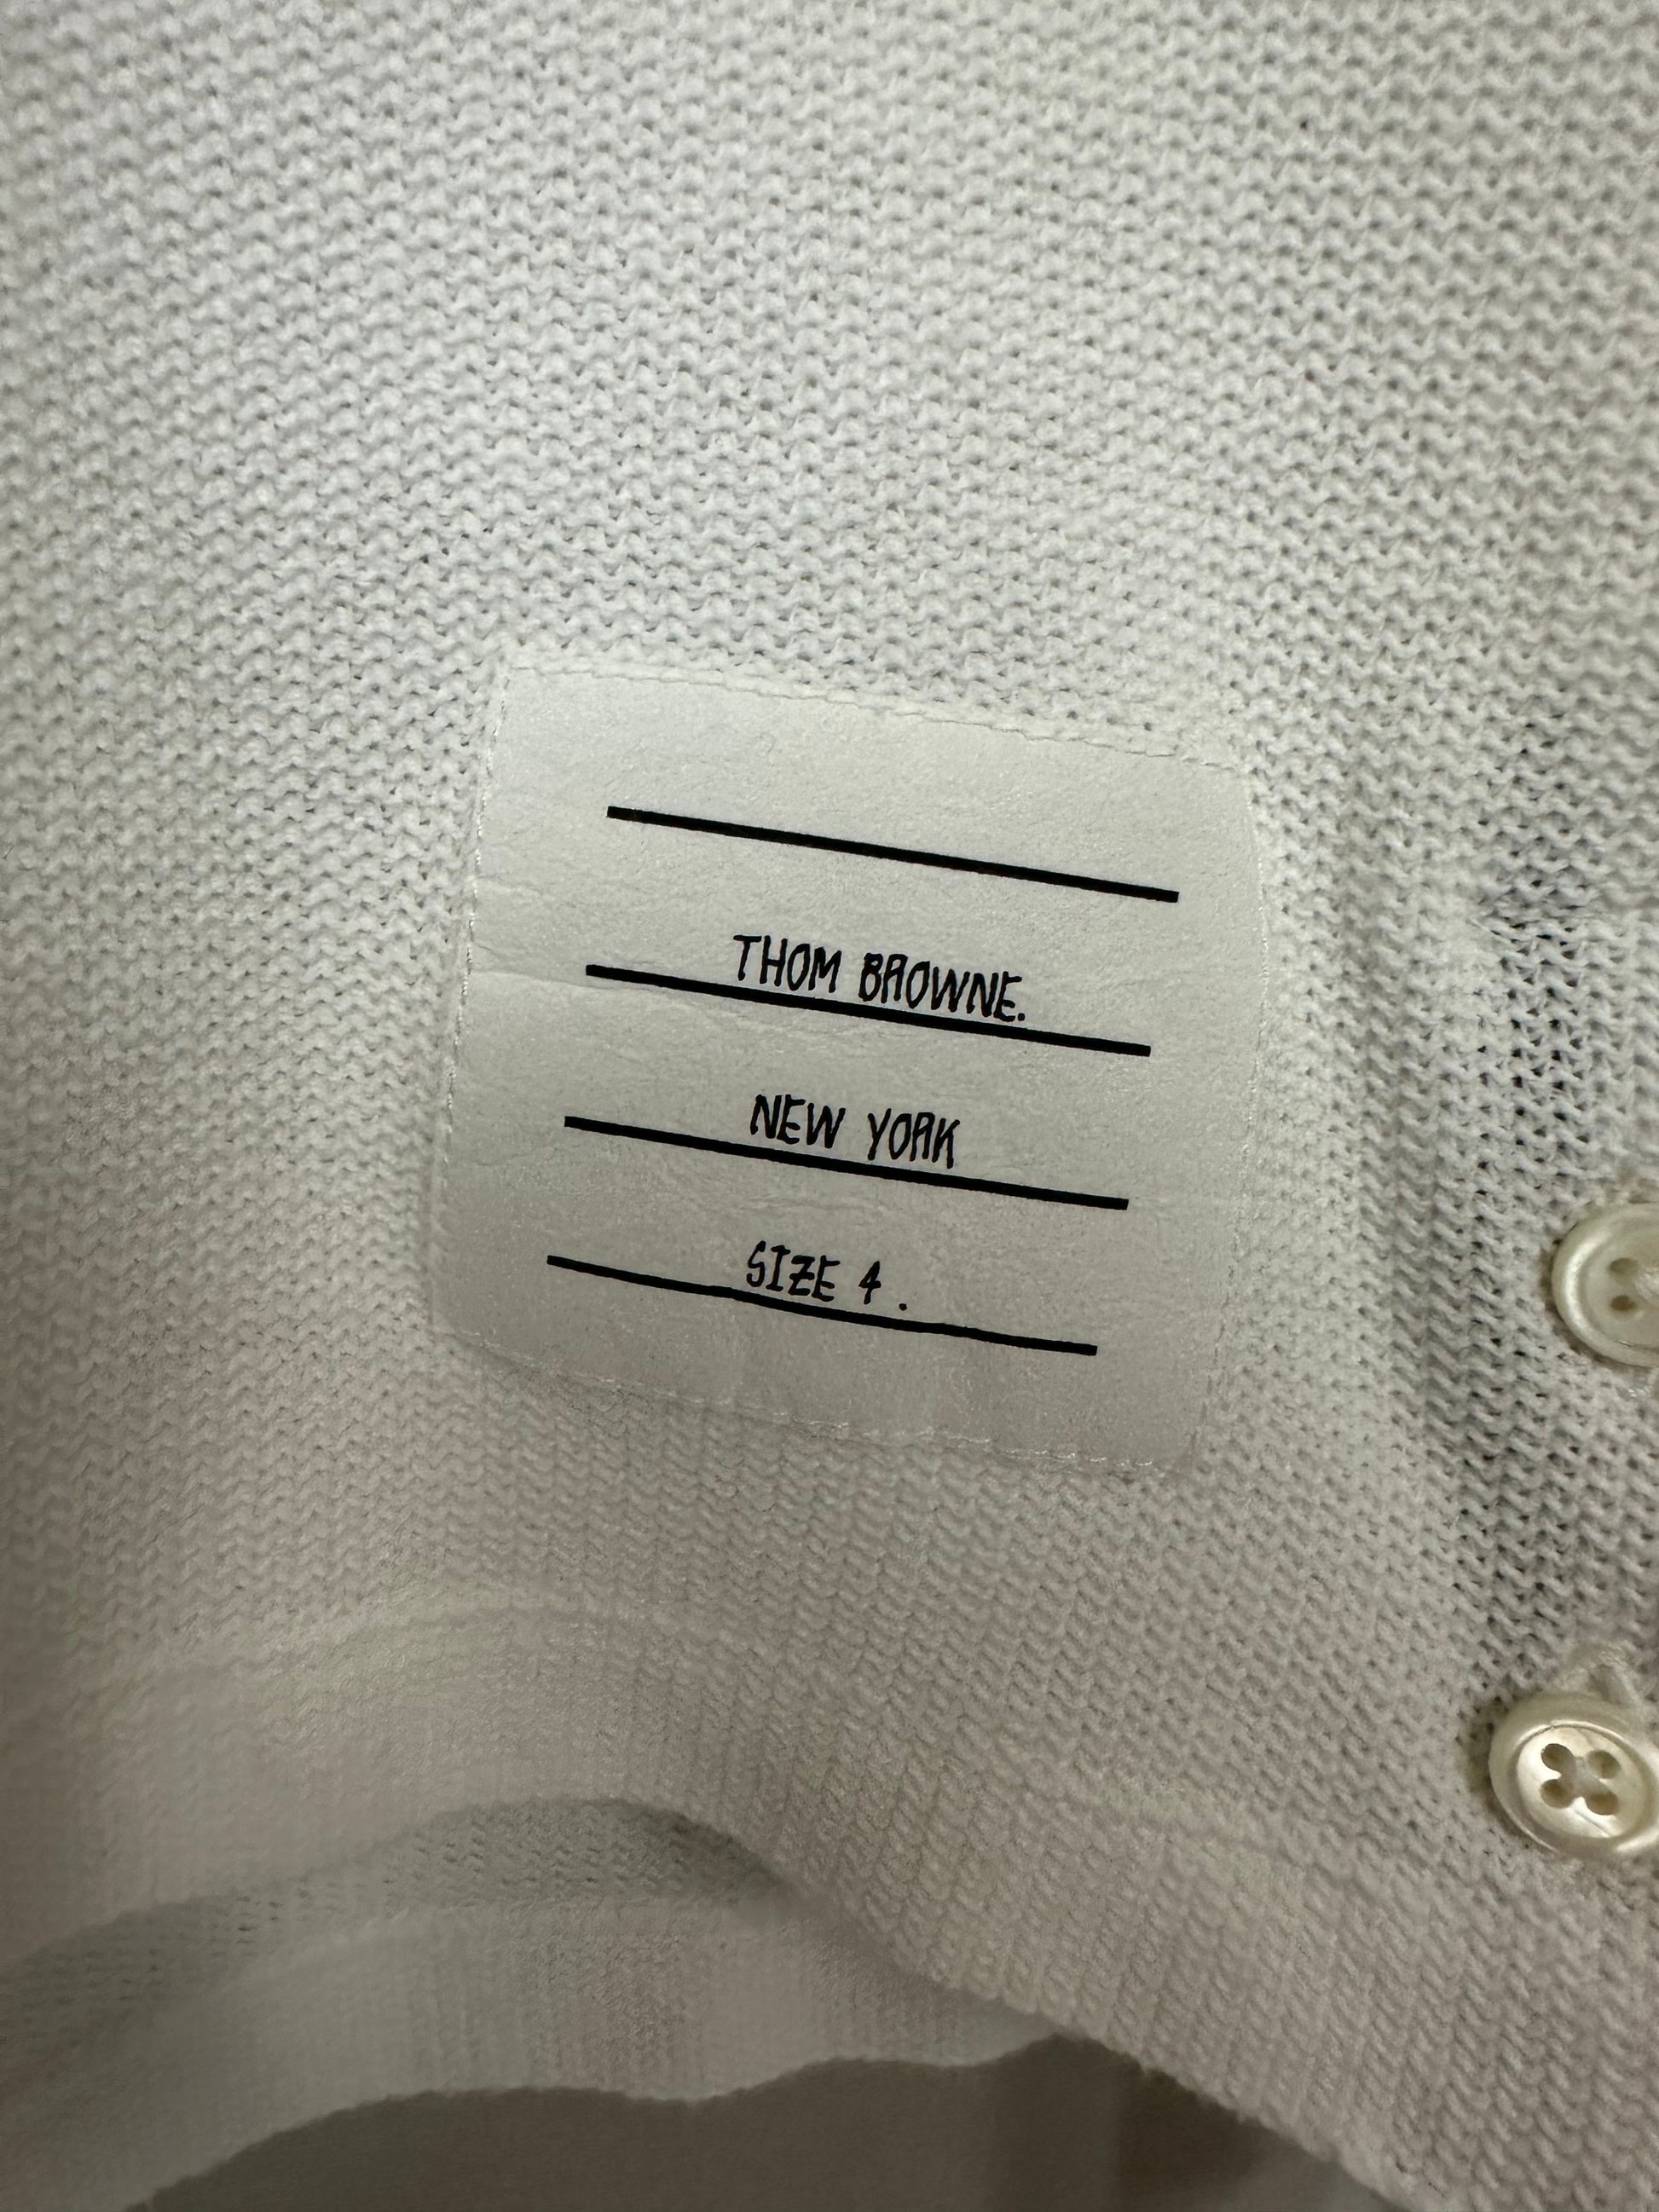 THOM BROWNE.
NEW YORK
SIZE 4 .